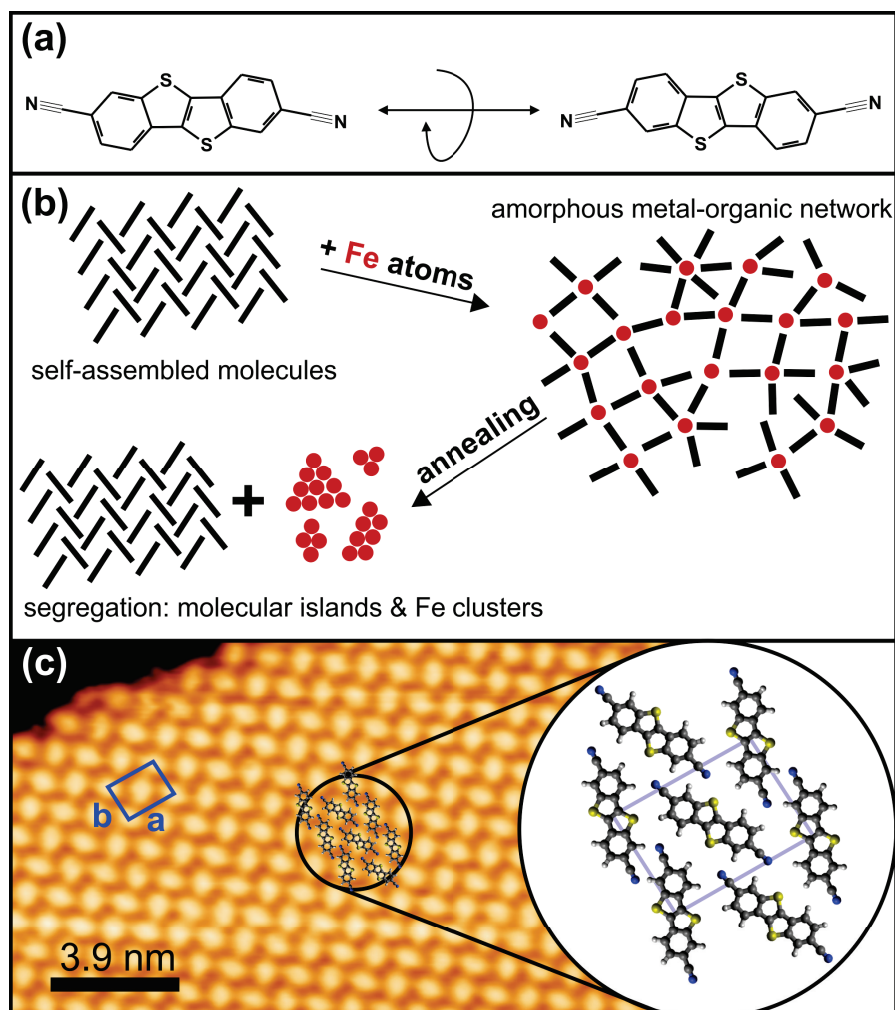 (a)
N
S
S
N
N
S
S
N
(b)
amorphous metal-organic network
+ Fe atoms
self-assembled molecules
annealing
+
segregation: molecular islands & Fe clusters
(c)
b
a
3.9 nm